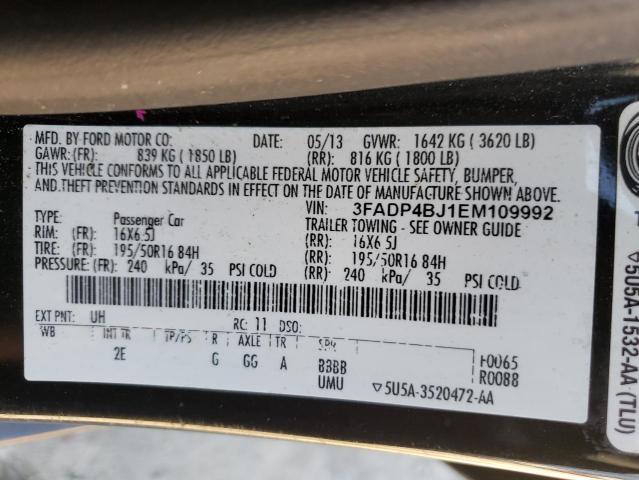 MFD. BY FORD MOTOR CO. DATE: 05/13 GVWR: 1642 KG ( 3620 LB)
GAWR:(FR): 839 KG ( 1850 LB) (RR): 816 KG ( 1800 LB)
THIS VEHICLE CONFORMS TO ALL APPLICABLE FEDERAL MOTOR VEHICLE SAFETY, BUMPER,
AND THEFT PREVENTION STANDARDS IN EFFECT ON THE DATE OF MANUFACTURE SHOWN ABOVE.
VIN: 3FADP4BJ1EM109992
TYPE: Passenger Car TRAILER TOWING - SEE OWNER GUIDE
RIM: (FR): 16X6.5J (RR): 16X6.5J
TIRE: (FR): 195/50R16 84H (RR): 195/50R16 84H
PRESSURE: (FR): 240 kPa/ 35 PSI COLD (RR): 240 kPa/ 35 PSI COLD
EXT PNT: UH RC: 11 DSO:
WB INT TR TP/PS R AXLE TR SPR
2E G GG A BBBB F0065
UMU R0088
5U5A-3520472-AA
5U5A-1532-AA (TLU)